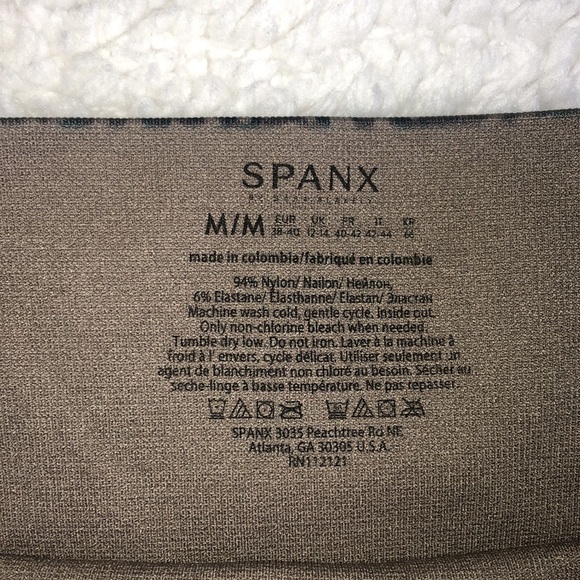 SPANX
M/M EUR 38-40 UK 12-14 FR 40-42 IT 42-44 KR 66
made in colombia/fabriqué en colombie
94% Nylon/ Nailon/ Нейлон,
6% Elastane/ Élasthanne/ Elastan/ Эластан
Machine wash cold, gentle cycle. Inside out.
Only non-chlorine bleach when needed.
Tumble dry low. Do not iron. Laver à la machine à
froid à l' envers, cycle délicat. Utiliser seulement un
agent de blanchiment non chloré au besoin. Sécher au
sèche-linge à basse température. Ne pas repasser.
SPANX 3035 Peachtree Rd NE
Atlanta, GA 30305 U.S.A.
RN112121